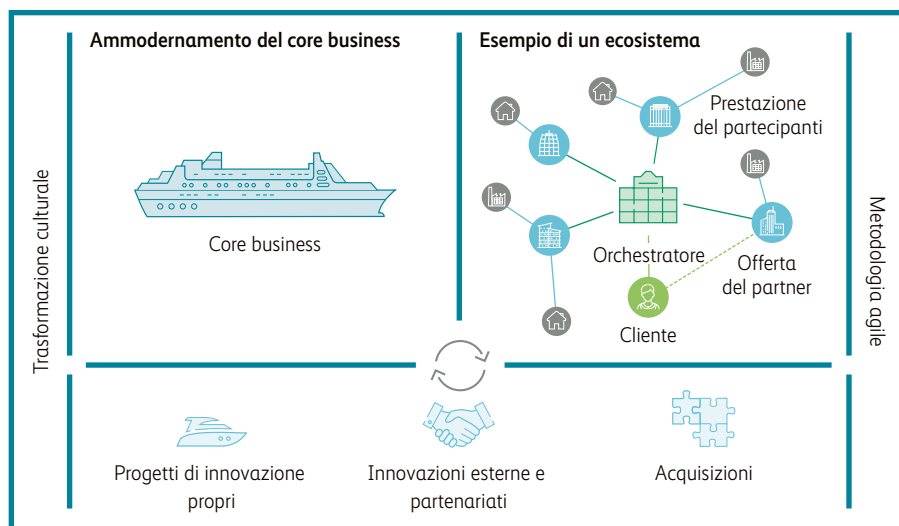 Trasformazione culturale
Ammodernamento del core business
Core business
Esempio di un ecosistema
Prestazione
del partecipanti
Orchestratore
Offerta
del partner
Cliente
Metodologia agile
Progetti di innovazione
propri
Innovazioni esterne e
partenariati
Acquisizioni